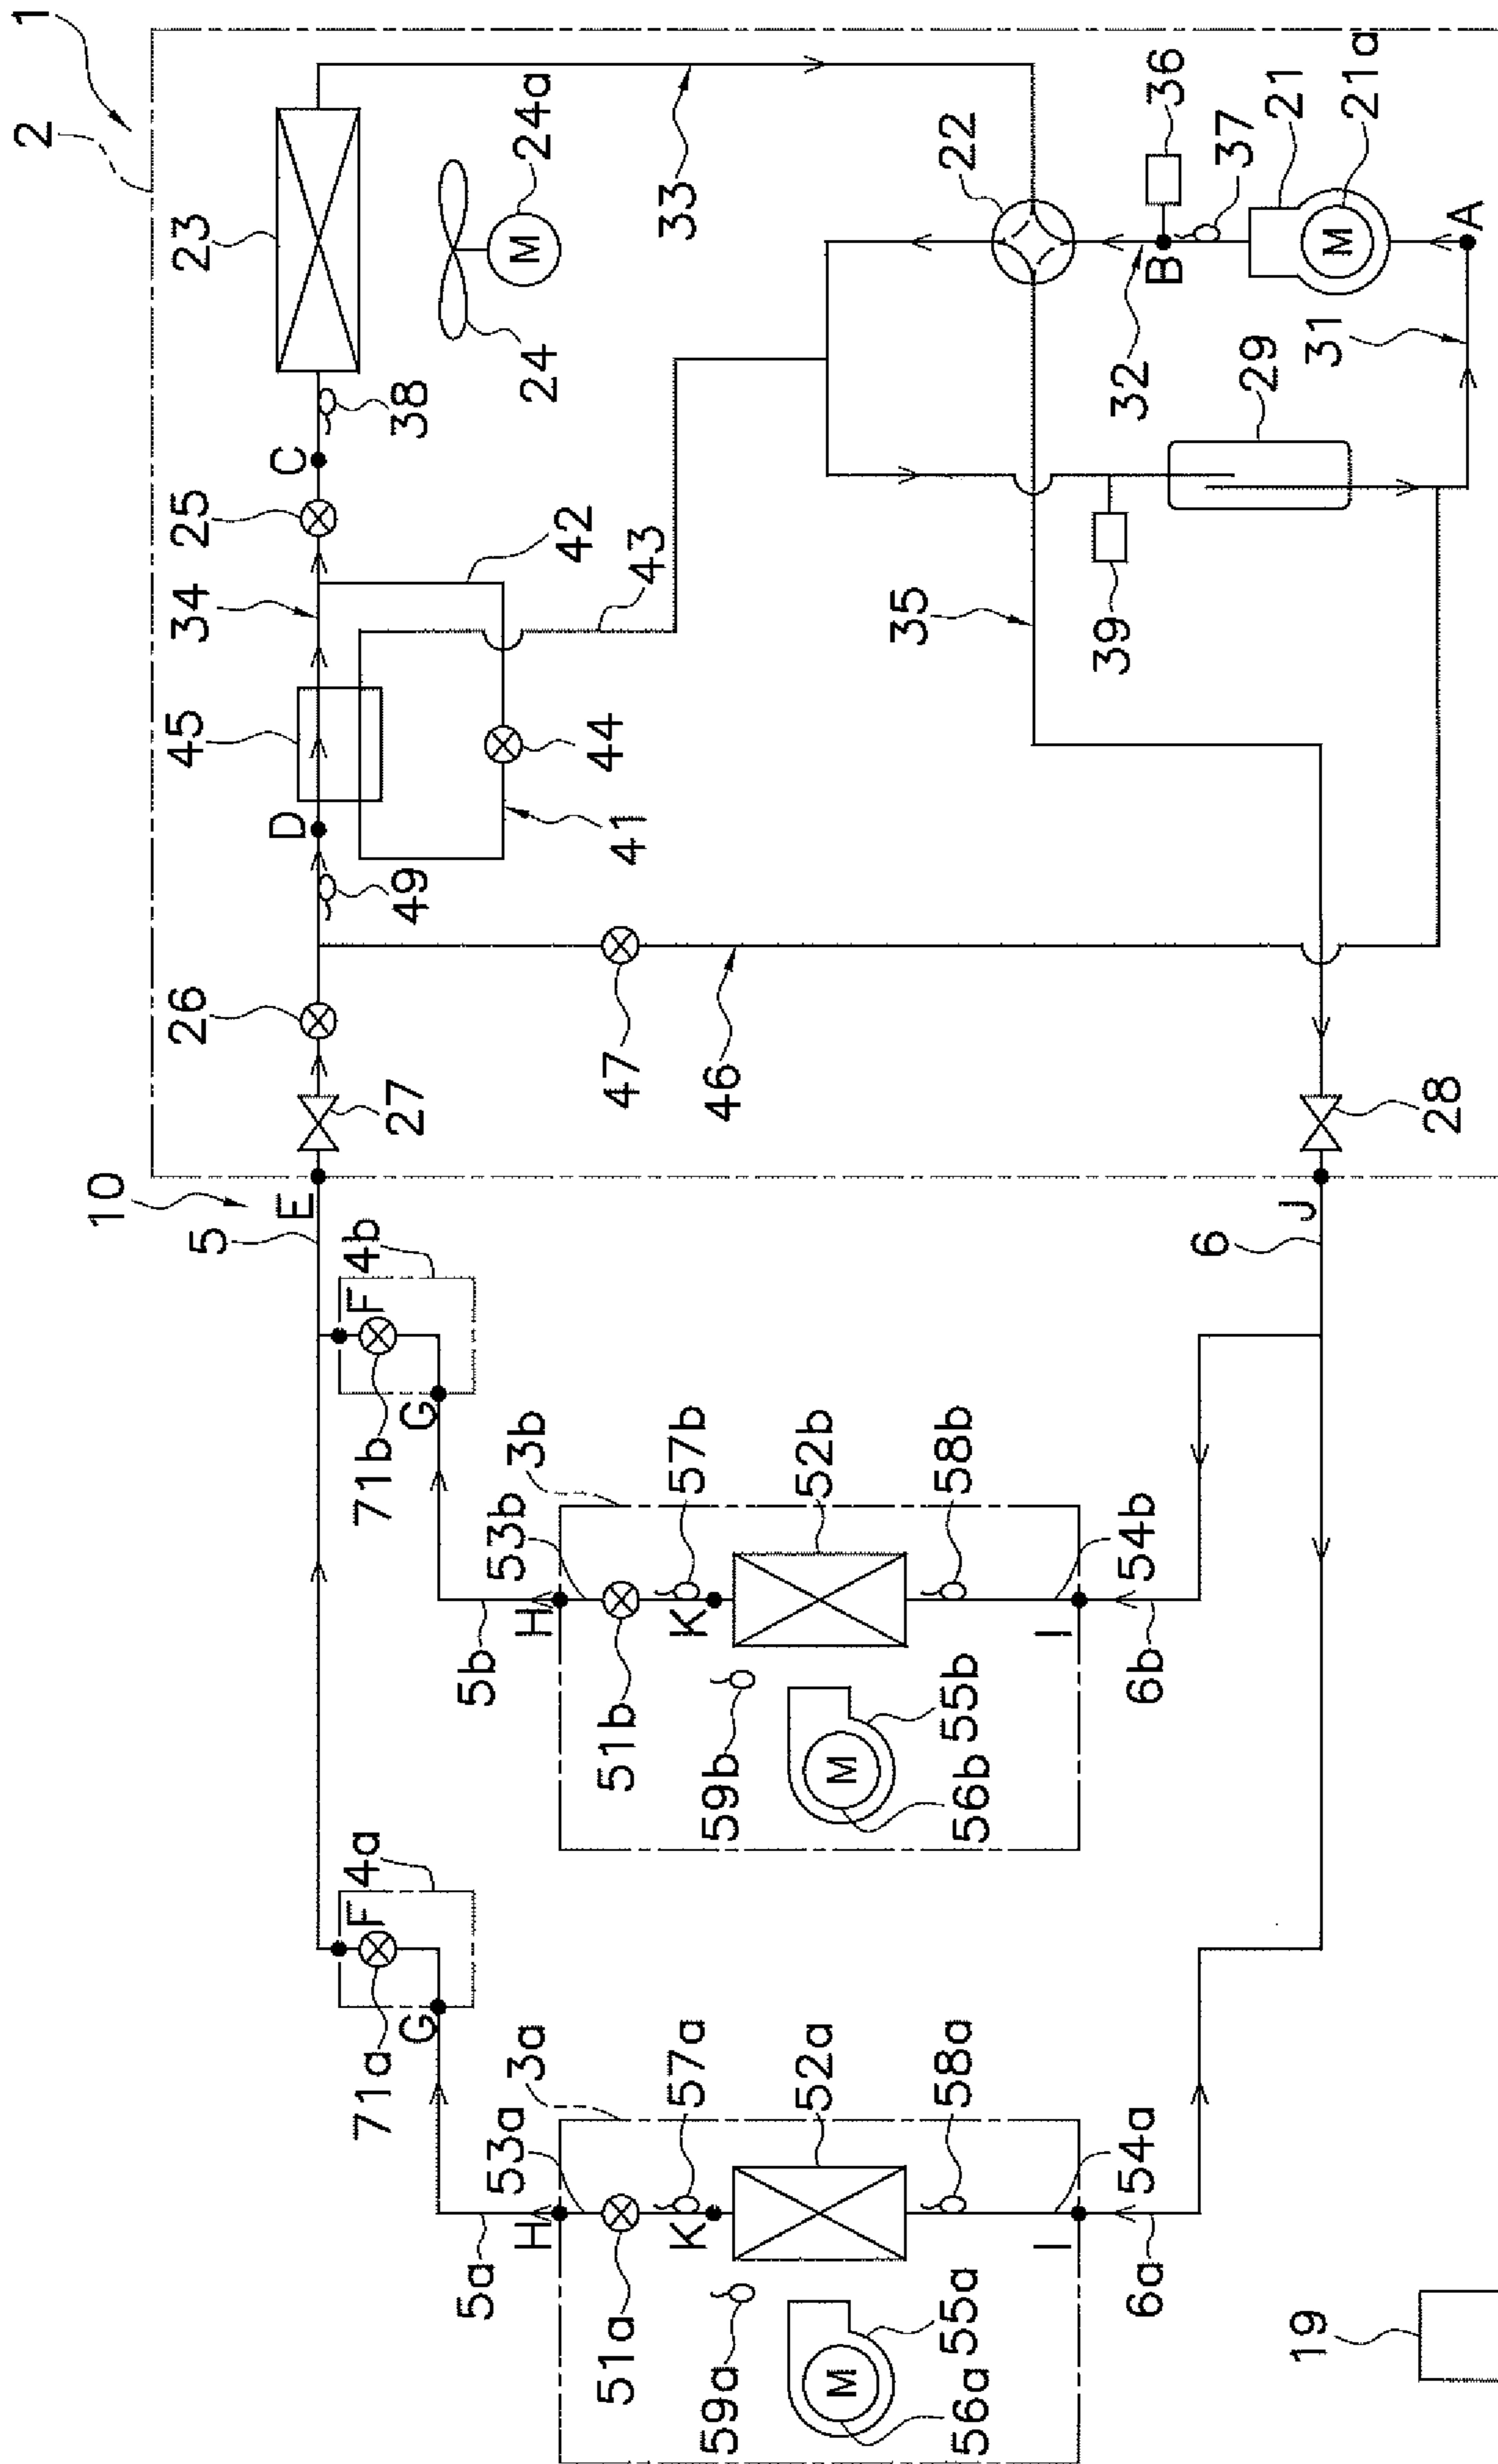 1
2
23
24a
24
33
22
36
37
21
21a
A
B
32
31
29
38
C
25
42
43
34
35
39
45
44
41
D
49
26
47
46
27
28
10
E
5
J
6
4b
F
71b
G
3b
57b
53b
52b
58b
54b
H
K
I
5b
51b
59b
55b
56b
6b
4a
F
71a
G
3a
57a
53a
52a
58a
54a
H
K
I
5a
51a
59a
55a
56a
6a
19
M
M
M
M